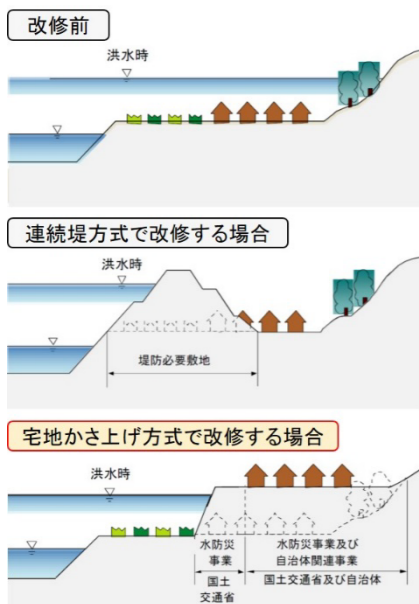 改修前
洪水時
連続堤方式で改修する場合
洪水時
堤防必要敷地
宅地かさ上げ方式で改修する場合
洪水時
水防災
事業
水防災事業及び
自治体関連事業
国土
交通省
国土交通省及び自治体